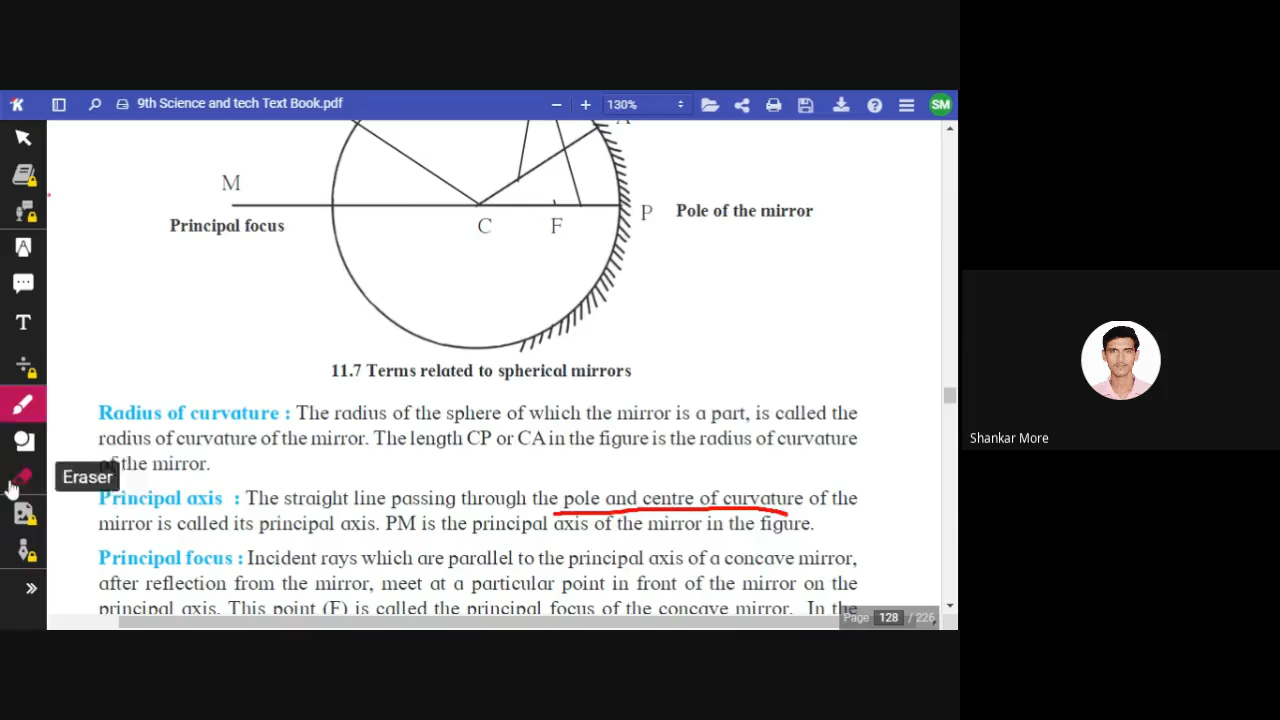 9th Science and tech Text Book.pdf
130%
SM
A
M
Principal focus
C
F
P
Pole of the mirror
11.7 Terms related to spherical mirrors
Radius of curvature : The radius of the sphere of which the mirror is a part, is called the
radius of curvature of the mirror. The length CP or CA in the figure is the radius of curvature
of the mirror.
Eraser
Principal axis : The straight line passing through the pole and centre of curvature of the
mirror is called its principal axis. PM is the principal axis of the mirror in the figure.
Principal focus : Incident rays which are parallel to the principal axis of a concave mirror,
after reflection from the mirror, meet at a particular point in front of the mirror on the
principal axis. This point (F) is called the principal focus of the concave mirror. In the
Page 128 / 226
Shankar More